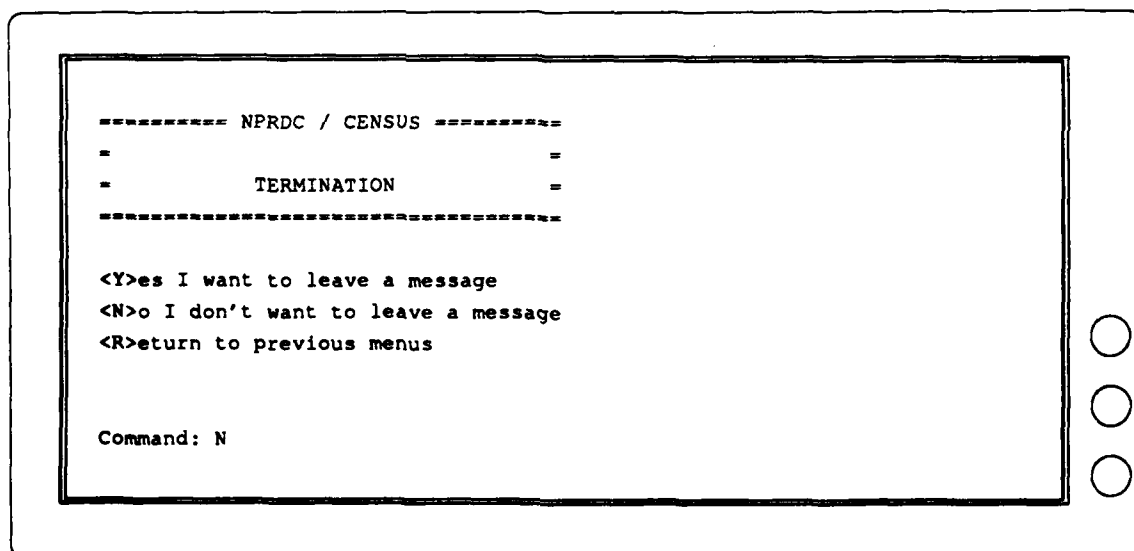 ========== NPRDC / CENSUS ==========
= =
= TERMINATION =
====================================
<Y>es I want to leave a message
<N>o I don't want to leave a message
<R>eturn to previous menus
Command: N